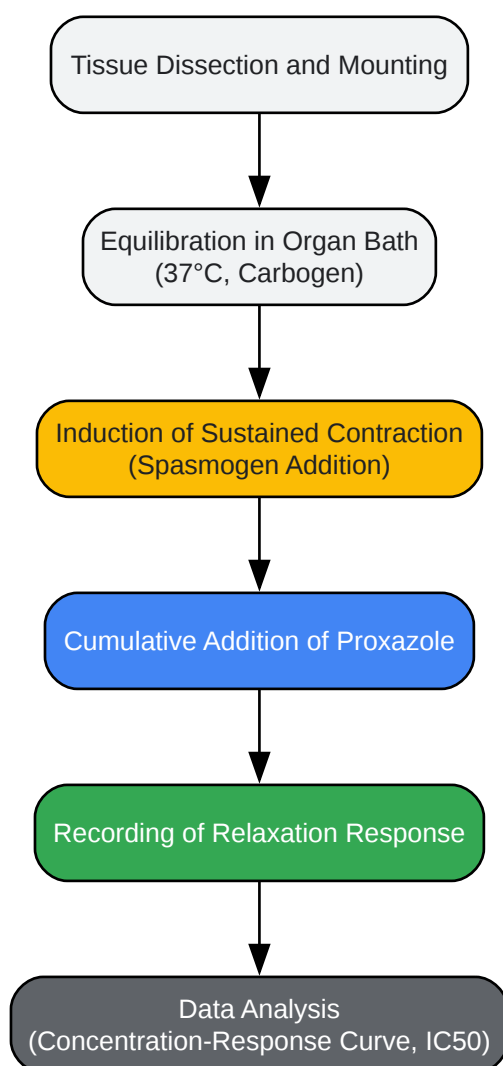 Tissue Dissection and Mounting
Equilibration in Organ Bath
(37°C, Carbogen)
Induction of Sustained Contraction
(Spasmogen Addition)
Cumulative Addition of Proxazole
Recording of Relaxation Response
Data Analysis
(Concentration-Response Curve, IC50)